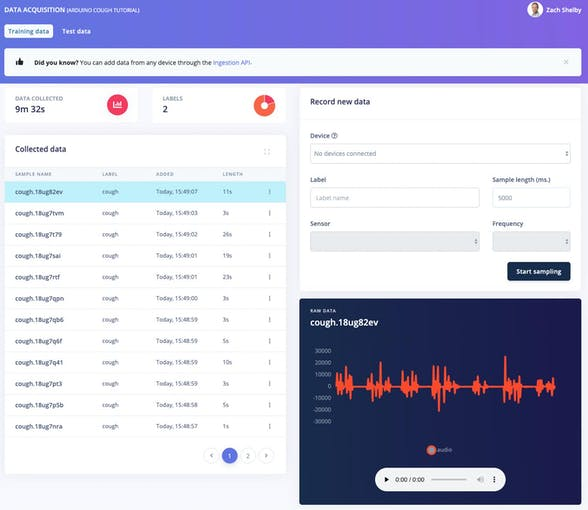 DATA ACQUISITION (ARDUINO COUGH TUTORIAL)
Zach Shelby
Training data
Test data
Did you know? You can add data from any device through the Ingestion API.
×
DATA COLLECTED
9m 32s
LABELS
2
Collected data
SAMPLE NAME LABEL ADDED LENGTH
cough.18ug82ev cough Today, 15:49:07 11s
cough.18ug7tvm cough Today, 15:49:03 3s
cough.18ug7t79 cough Today, 15:49:02 26s
cough.18ug7sai cough Today, 15:49:01 19s
cough.18ug7rtf cough Today, 15:49:01 23s
cough.18ug7qpn cough Today, 15:49:00 3s
cough.18ug7qb6 cough Today, 15:48:59 3s
cough.18ug7q6f cough Today, 15:48:59 5s
cough.18ug7q41 cough Today, 15:48:59 10s
cough.18ug7pt3 cough Today, 15:48:59 3s
cough.18ug7p5b cough Today, 15:48:58 5s
cough.18ug7nra cough Today, 15:48:57 1s
‹ 1 2 ›
Record new data
Device
No devices connected
Label
Sample length (ms.)
Label name
5000
Sensor
Frequency
Start sampling
RAW DATA
cough.18ug82ev
30000
20000
10000
0
-10000
-20000
-30000
audio
0:00 / 0:00